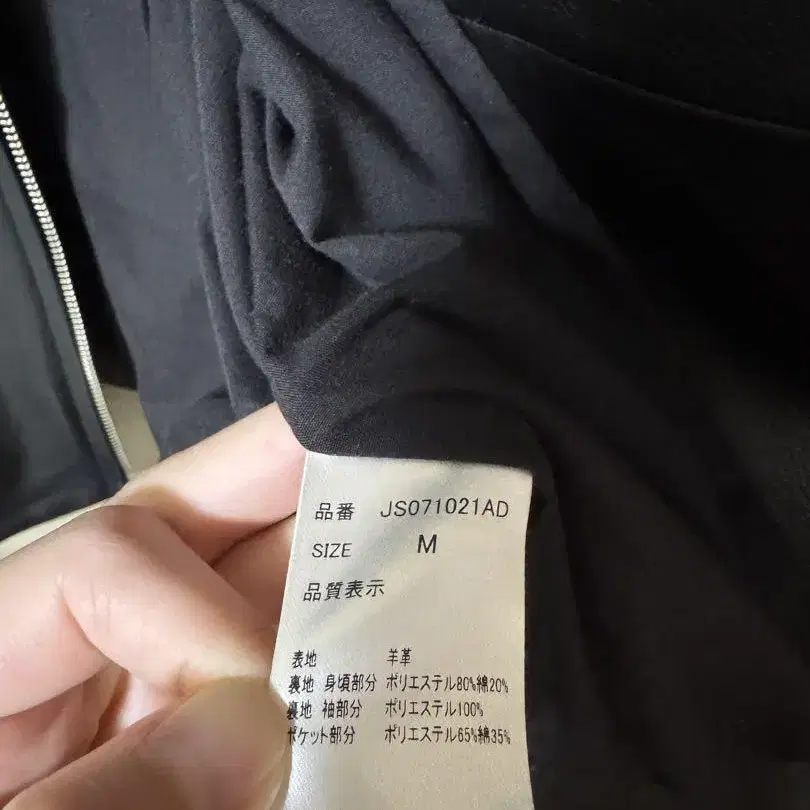 品番 JS071021AD
SIZE M
品質表示
表地 羊革
裏地 身頃部分 ポリエステル80%綿20%
裏地 袖部分 ポリエステル100%
ポケット部分 ポリエステル65%綿35%